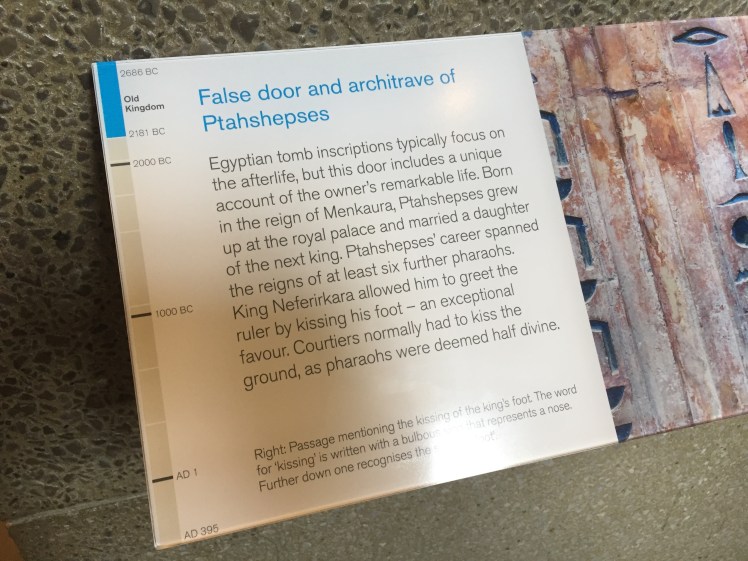 2686 BC
Old
Kingdom
2181 BC
2000 BC
1000 BC
AD 1
AD 395
False door and architrave of
Ptahshepses
Egyptian tomb inscriptions typically focus on
the afterlife, but this door includes a unique
account of the owner's remarkable life. Born
in the reign of Menkaura, Ptahshepses grew
up at the royal palace and married a daughter
of the next king. Ptahshepses' career spanned
the reigns of at least six further pharaohs.
King Neferirkara allowed him to greet the
ruler by kissing his foot – an exceptional
favour. Courtiers normally had to kiss the
ground, as pharaohs were deemed half divine.
Right: Passage mentioning the kissing of the king's foot. The word
for 'kissing' is written with a that represents a nose.
Further down one recognises the